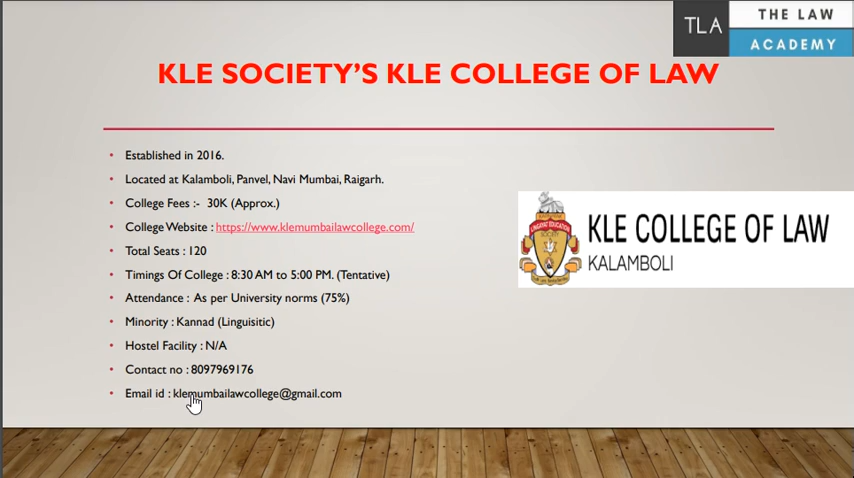 TLA
THE LAW
ACADEMY
KLE SOCIETY'S KLE COLLEGE OF LAW
• Established in 2016.
• Located at Kalamboli, Panvel, Navi Mumbai, Raigarh.
• College Fees :- 30K (Approx.)
• College Website : https://www.klemumbailawcollege.com/
• Total Seats : 120
• Timings Of College : 8:30 AM to 5:00 PM. (Tentative)
• Attendance : As per University norms (75%)
• Minority : Kannad (Linguisitic)
• Hostel Facility : N/A
• Contact no : 8097969176
• Email id : klemumbailawcollege@gmail.com
KLE COLLEGE OF LAW
KALAMBOLI